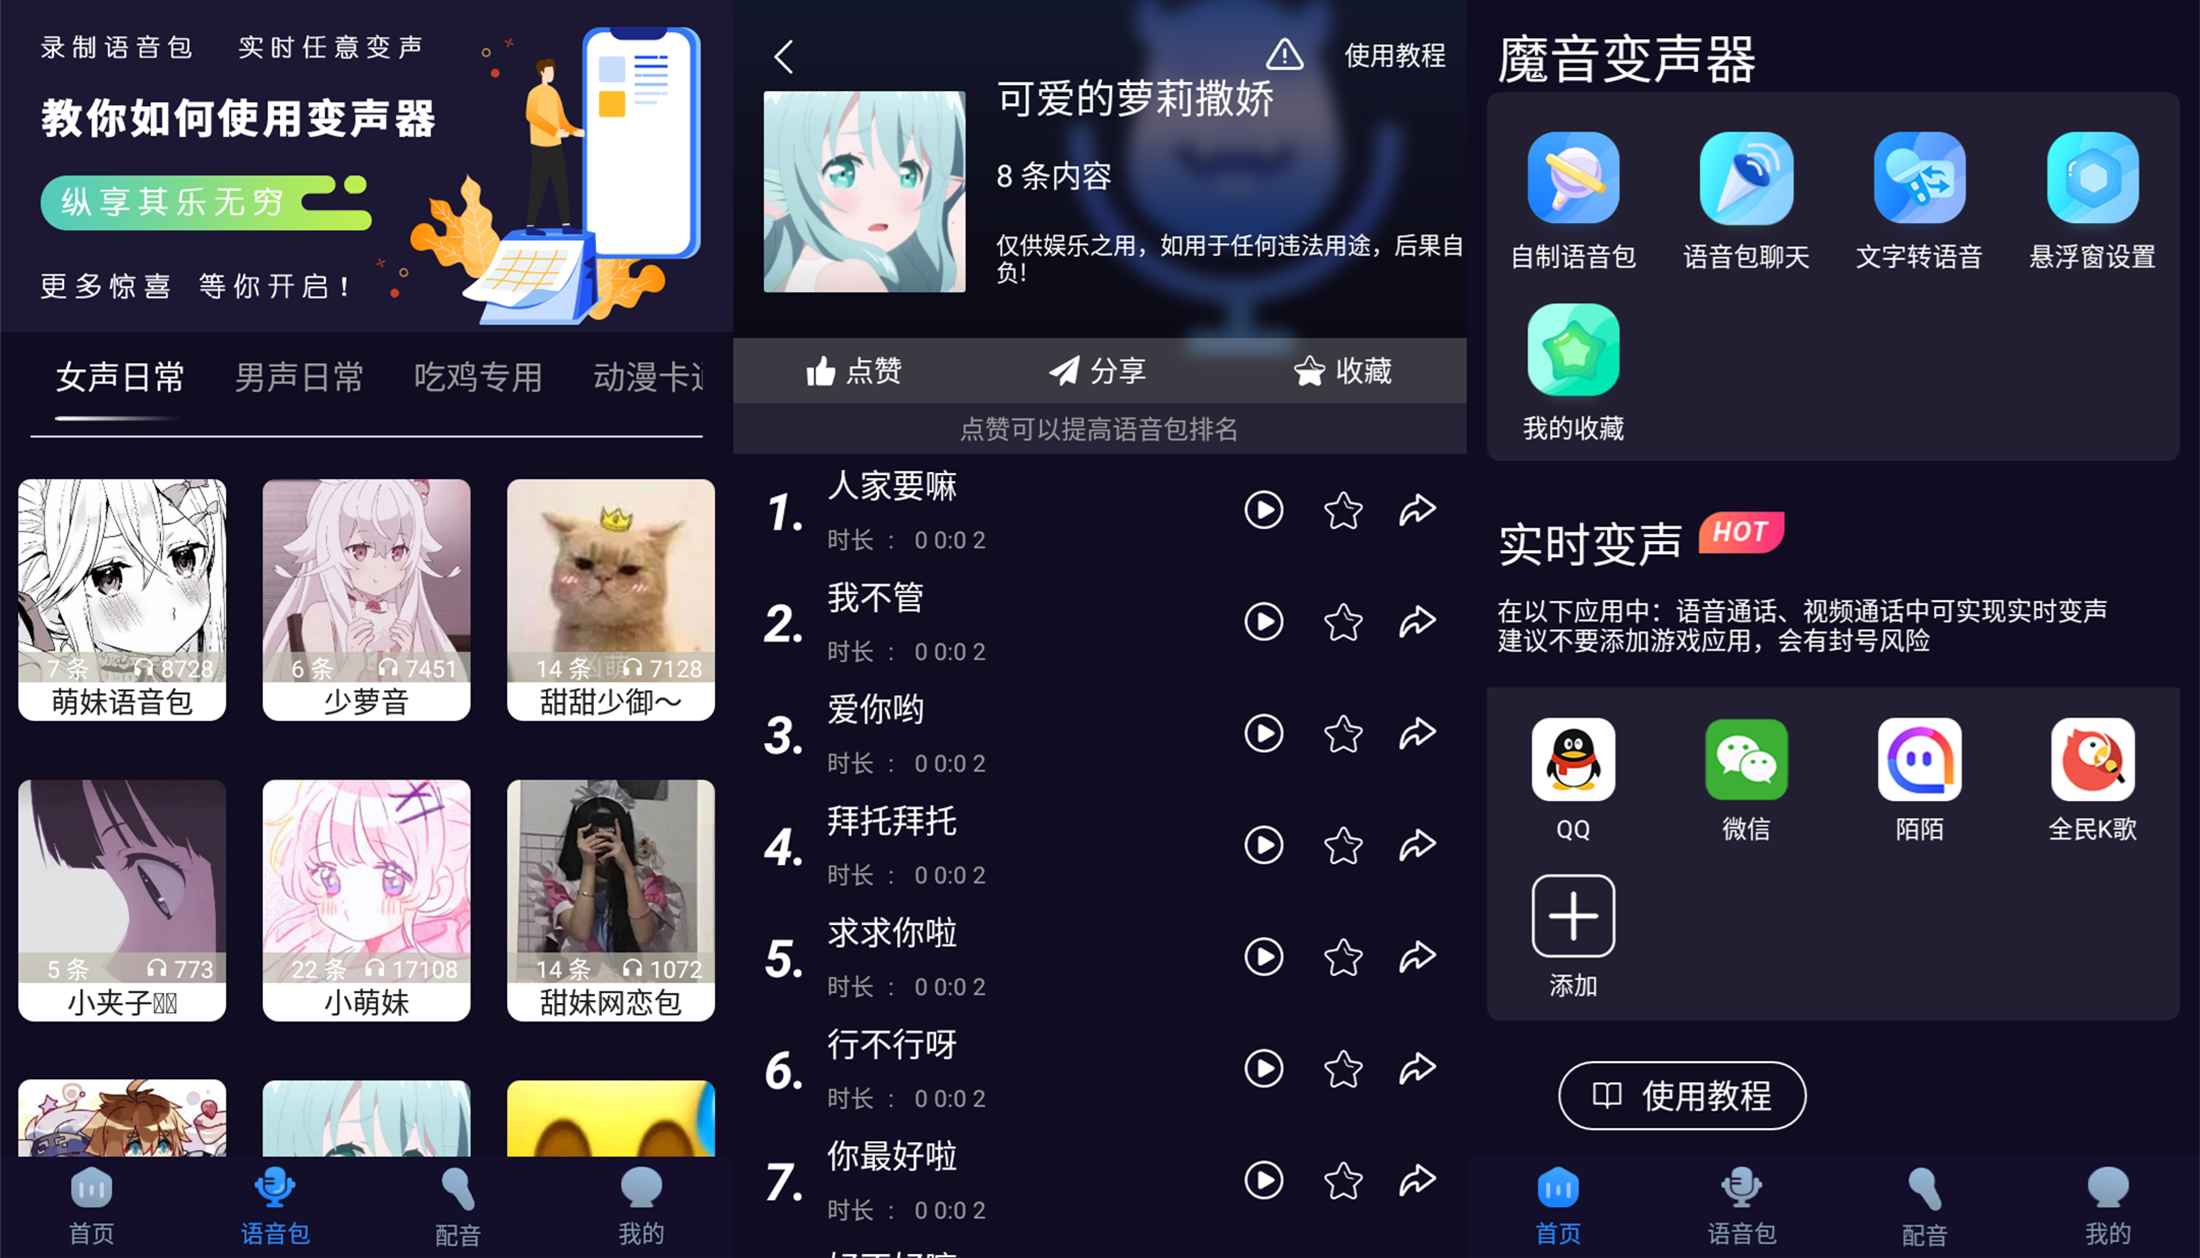 录制语音包 实时任意变声
教你如何使用变声器
纵享其乐无穷
更多惊喜 等你开启!
女声日常 男声日常 吃鸡专用 动漫卡
7 条 8728
萌妹语音包
6 条 7451
少萝音
14 条 7128
甜甜少御～
5 条 773
小夹子
22 条 17108
小萌妹
14 条 1072
甜妹网恋包
首页 语音包 配音 我的
使用教程
可爱的萝莉撒娇
8 条内容
仅供娱乐之用，如用于任何违法用途，后果自
负!
点赞 分享 收藏
点赞可以提高语音包排名
1. 人家要嘛
时长 : 00:02
2. 我不管
时长 : 00:02
3. 爱你哟
时长 : 00:02
4. 拜托拜托
时长 : 00:02
5. 求求你啦
时长 : 00:02
6. 行不行呀
时长 : 00:02
7. 你最好啦
时长 : 00:02
魔音变声器
自制语音包 语音包聊天 文字转语音 悬浮窗设置
我的收藏
实时变声 HOT
在以下应用中：语音通话、视频通话中可实现实时变声
建议不要添加游戏应用，会有封号风险
QQ 微信 陌陌 全民K歌
添加
使用教程
首页 语音包 配音 我的